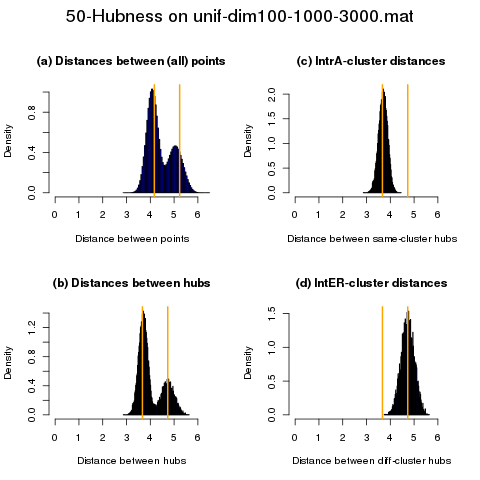 50-Hubness on unif-dim100-1000-3000.mat
(a) Distances between (all) points
Density
0.0 0.4 0.8
0 1 2 3 4 5 6
Distance between points
(c) IntrA-cluster distances
Density
0.0 0.5 1.0 1.5 2.0
0 1 2 3 4 5 6
Distance between same-cluster hubs
(b) Distances between hubs
Density
0.0 0.4 0.8 1.2
0 1 2 3 4 5 6
Distance between hubs
(d) IntER-cluster distances
Density
0.0 0.5 1.0 1.5
0 1 2 3 4 5 6
Distance between diff-cluster hubs